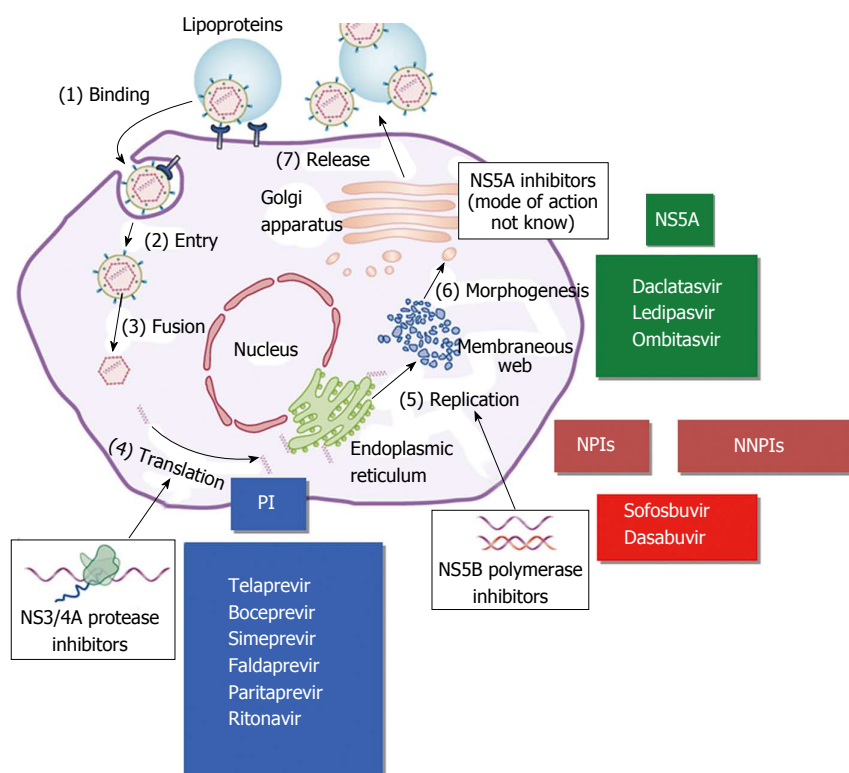 Lipoproteins
(1) Binding
(7) Release
NS5A inhibitors
(mode of action
not know)
NS5A
Golgi
apparatus
(2) Entry
Daclatasvir
Ledipasvir
Ombitasvir
(6) Morphogenesis
(3) Fusion
Nucleus
Membraneous
web
(5) Replication
(4) Translation
Endoplasmic
reticulum
NPIs
NNPIs
PI
Sofosbuvir
Dasabuvir
NS5B polymerase
inhibitors
NS3/4A protease
inhibitors
Telaprevir
Boceprevir
Simeprevir
Faldaprevir
Paritaprevir
Ritonavir